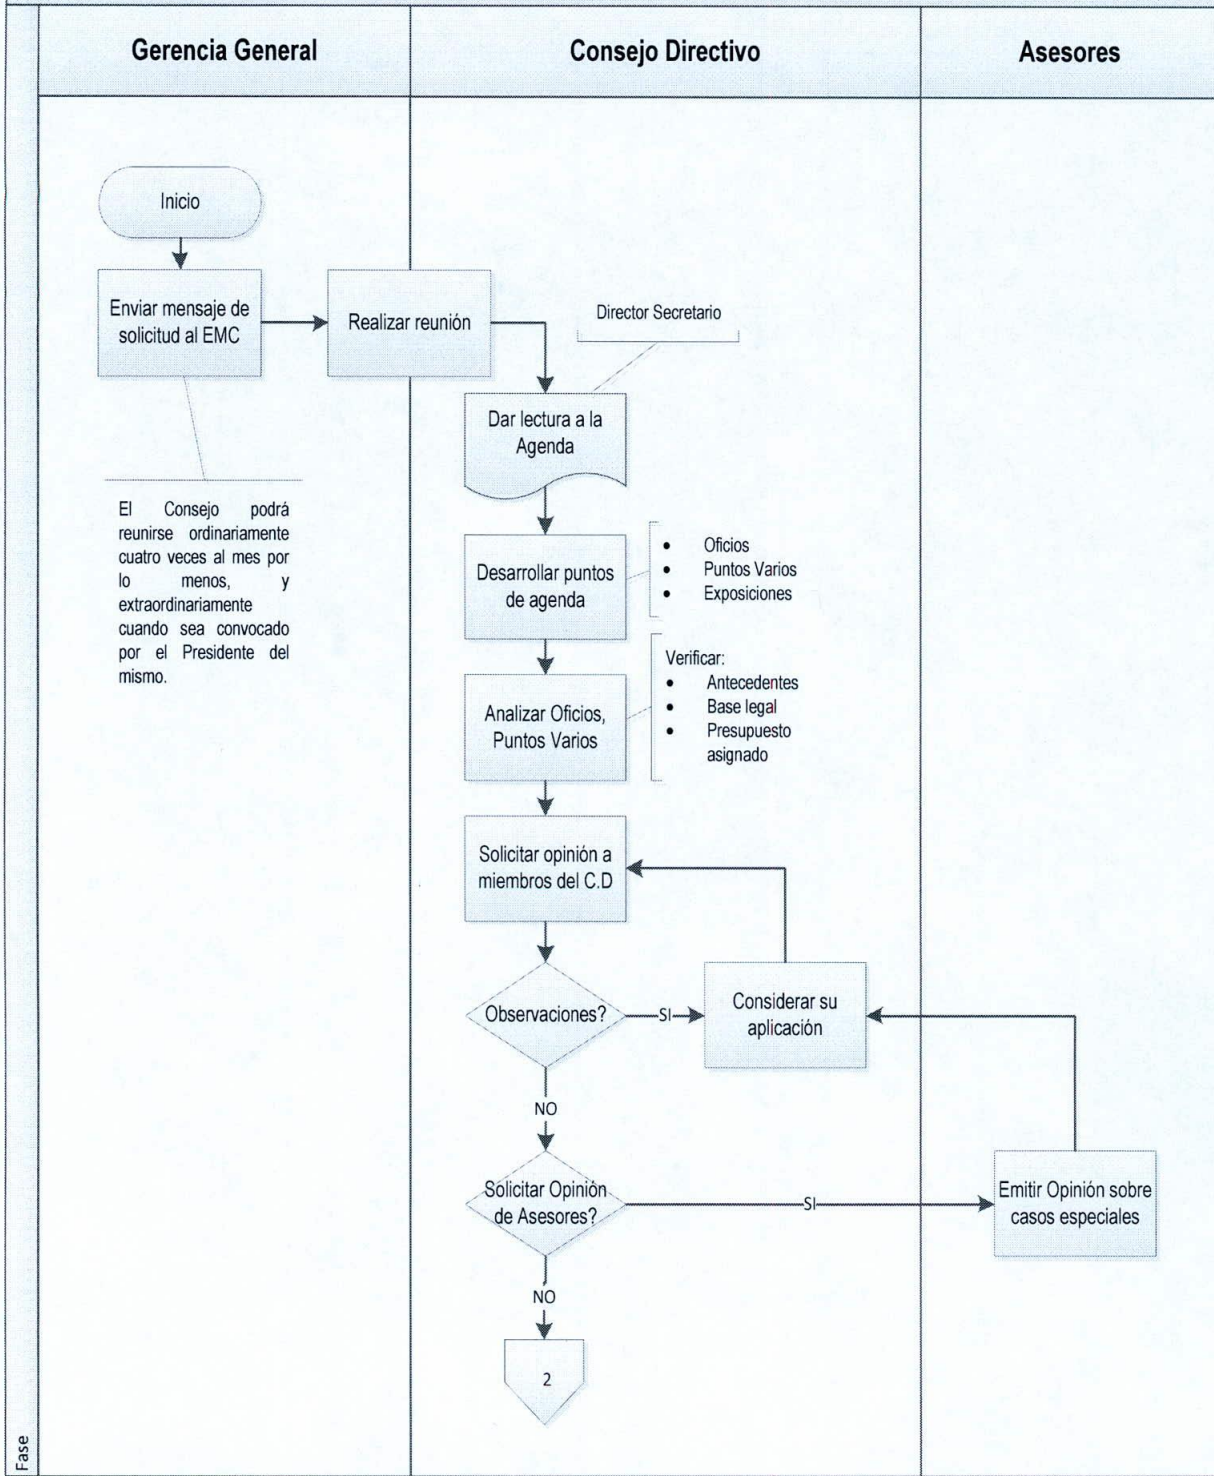 Gerencia General
Consejo Directivo
Asesores
Inicio
Enviar mensaje de
solicitud al EMC
Realizar reunión
Director Secretario
Dar lectura a la
Agenda
El Consejo podrá
reunirse ordinariamente
cuatro veces al mes por
lo menos, y
extraordinariamente
cuando sea convocado
por el Presidente del
mismo.
Desarrollar puntos
de agenda
• Oficios
• Puntos Varios
• Exposiciones
Analizar Oficios,
Puntos Varios
Verificar:
• Antecedentes
• Base legal
• Presupuesto
asignado
Solicitar opinión a
miembros del C.D
Observaciones?
SI
Considerar su
aplicación
NO
Solicitar Opinión
de Asesores?
SI
Emitir Opinión sobre
casos especiales
NO
2
Fase